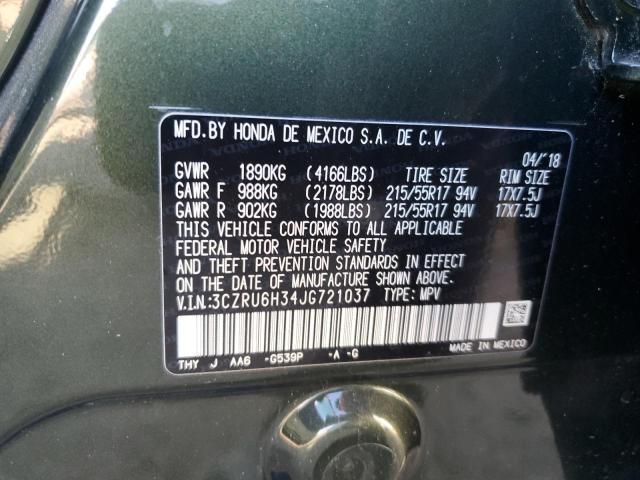 MFD.BY HONDA DE MEXICO S.A. DE C.V.
04/'18
GVWR 1890KG (4166LBS) TIRE SIZE RIM SIZE
GAWR F 988KG (2178LBS) 215/55R17 94V 17X7.5J
GAWR R 902KG (1988LBS) 215/55R17 94V 17X7.5J
THIS VEHICLE CONFORMS TO ALL APPLICABLE
FEDERAL MOTOR VEHICLE SAFETY
AND THEFT PREVENTION STANDARDS IN EFFECT
ON THE DATE OF MANUFACTURE SHOWN ABOVE.
V.I.N:3CZRU6H34JG721037 TYPE: MPV
THY J AA6 -G539P -A -G
MADE IN MEXICO